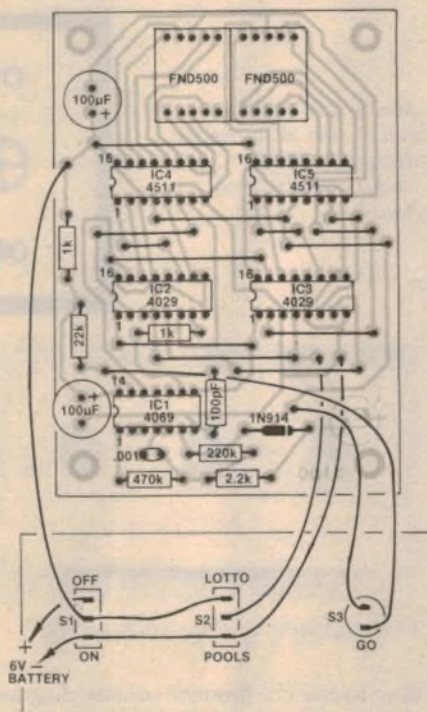 FND500 FND500
100µF
+
16 IC4 4511
1
16 IC5 4511
1
1k
16 IC2 4029
1
16 IC3 4029
1
1k
22k
14
100µF
+
IC1 4069
1
100pF
1N914
.001
220k
470k
2.2k
OFF
LOTTO
S1
S2
S3
ON
POOLS
GO
+
6V
–
BATTERY